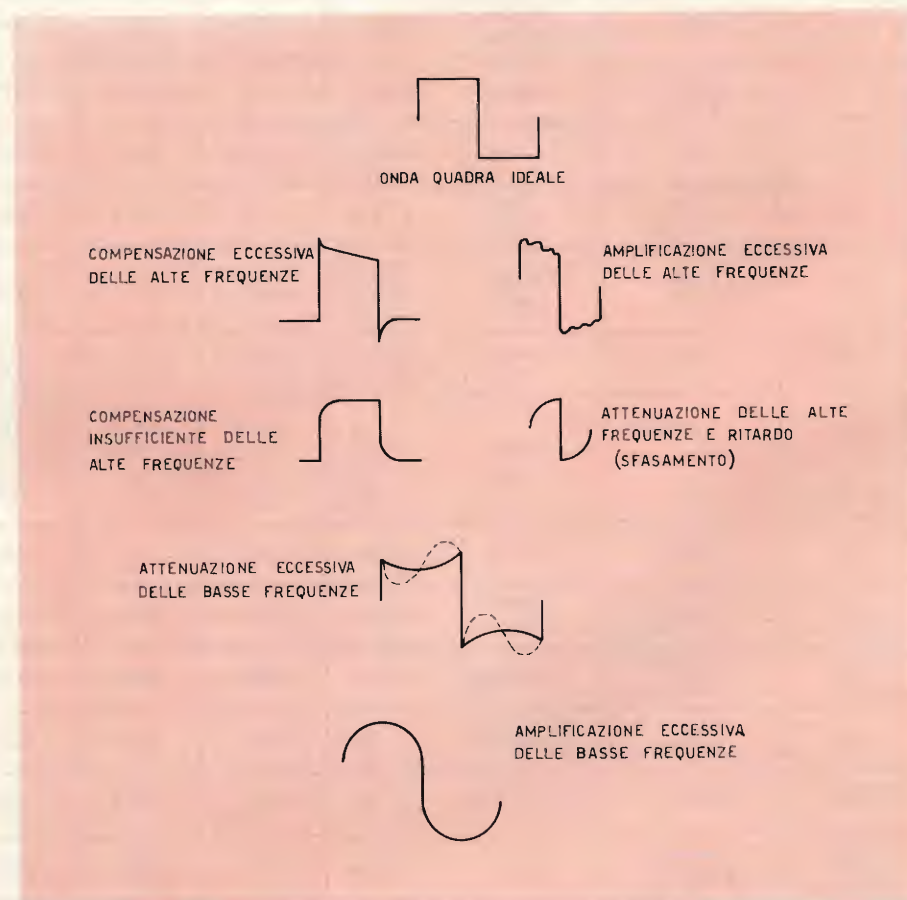 ONDA QUADRA IDEALE
COMPENSAZIONE ECCESSIVA
DELLE ALTE FREQUENZE
AMPLIFICAZIONE ECCESSIVA
DELLE ALTE FREQUENZE
COMPENSAZIONE
INSUFFICIENTE DELLE
ALTE FREQUENZE
ATTENUAZIONE DELLE ALTE
FREQUENZE E RITARDO
(SFASAMENTO)
ATTENUAZIONE ECCESSIVA
DELLE BASSE FREQUENZE
AMPLIFICAZIONE ECCESSIVA
DELLE BASSE FREQUENZE